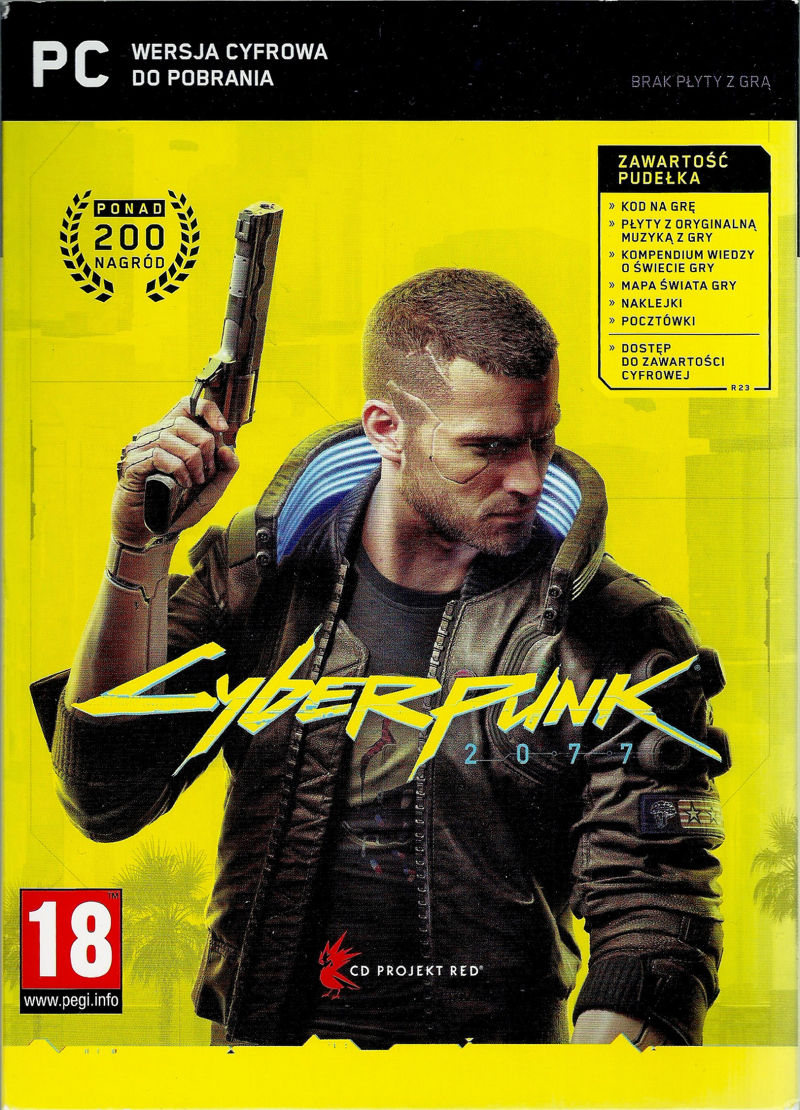 PC
WERSJA CYFROWA
DO POBRANIA
BRAK PŁYTY Z GRĄ
PONAD
200
NAGRÓD
ZAWARTOŚĆ
PUDEŁKA
» KOD NA GRĘ
» PŁYTY Z ORYGINALNĄ
MUZYKĄ Z GRY
» KOMPENDIUM WIEDZY
O ŚWIECIE GRY
» MAPA ŚWIATA GRY
» NAKLEJKI
» POCZTÓWKI
» DOSTĘP
DO ZAWARTOŚCI
CYFROWEJ
R23
CYBERPUNK
2077
18
TM
www.pegi.info
CD PROJEKT RED®